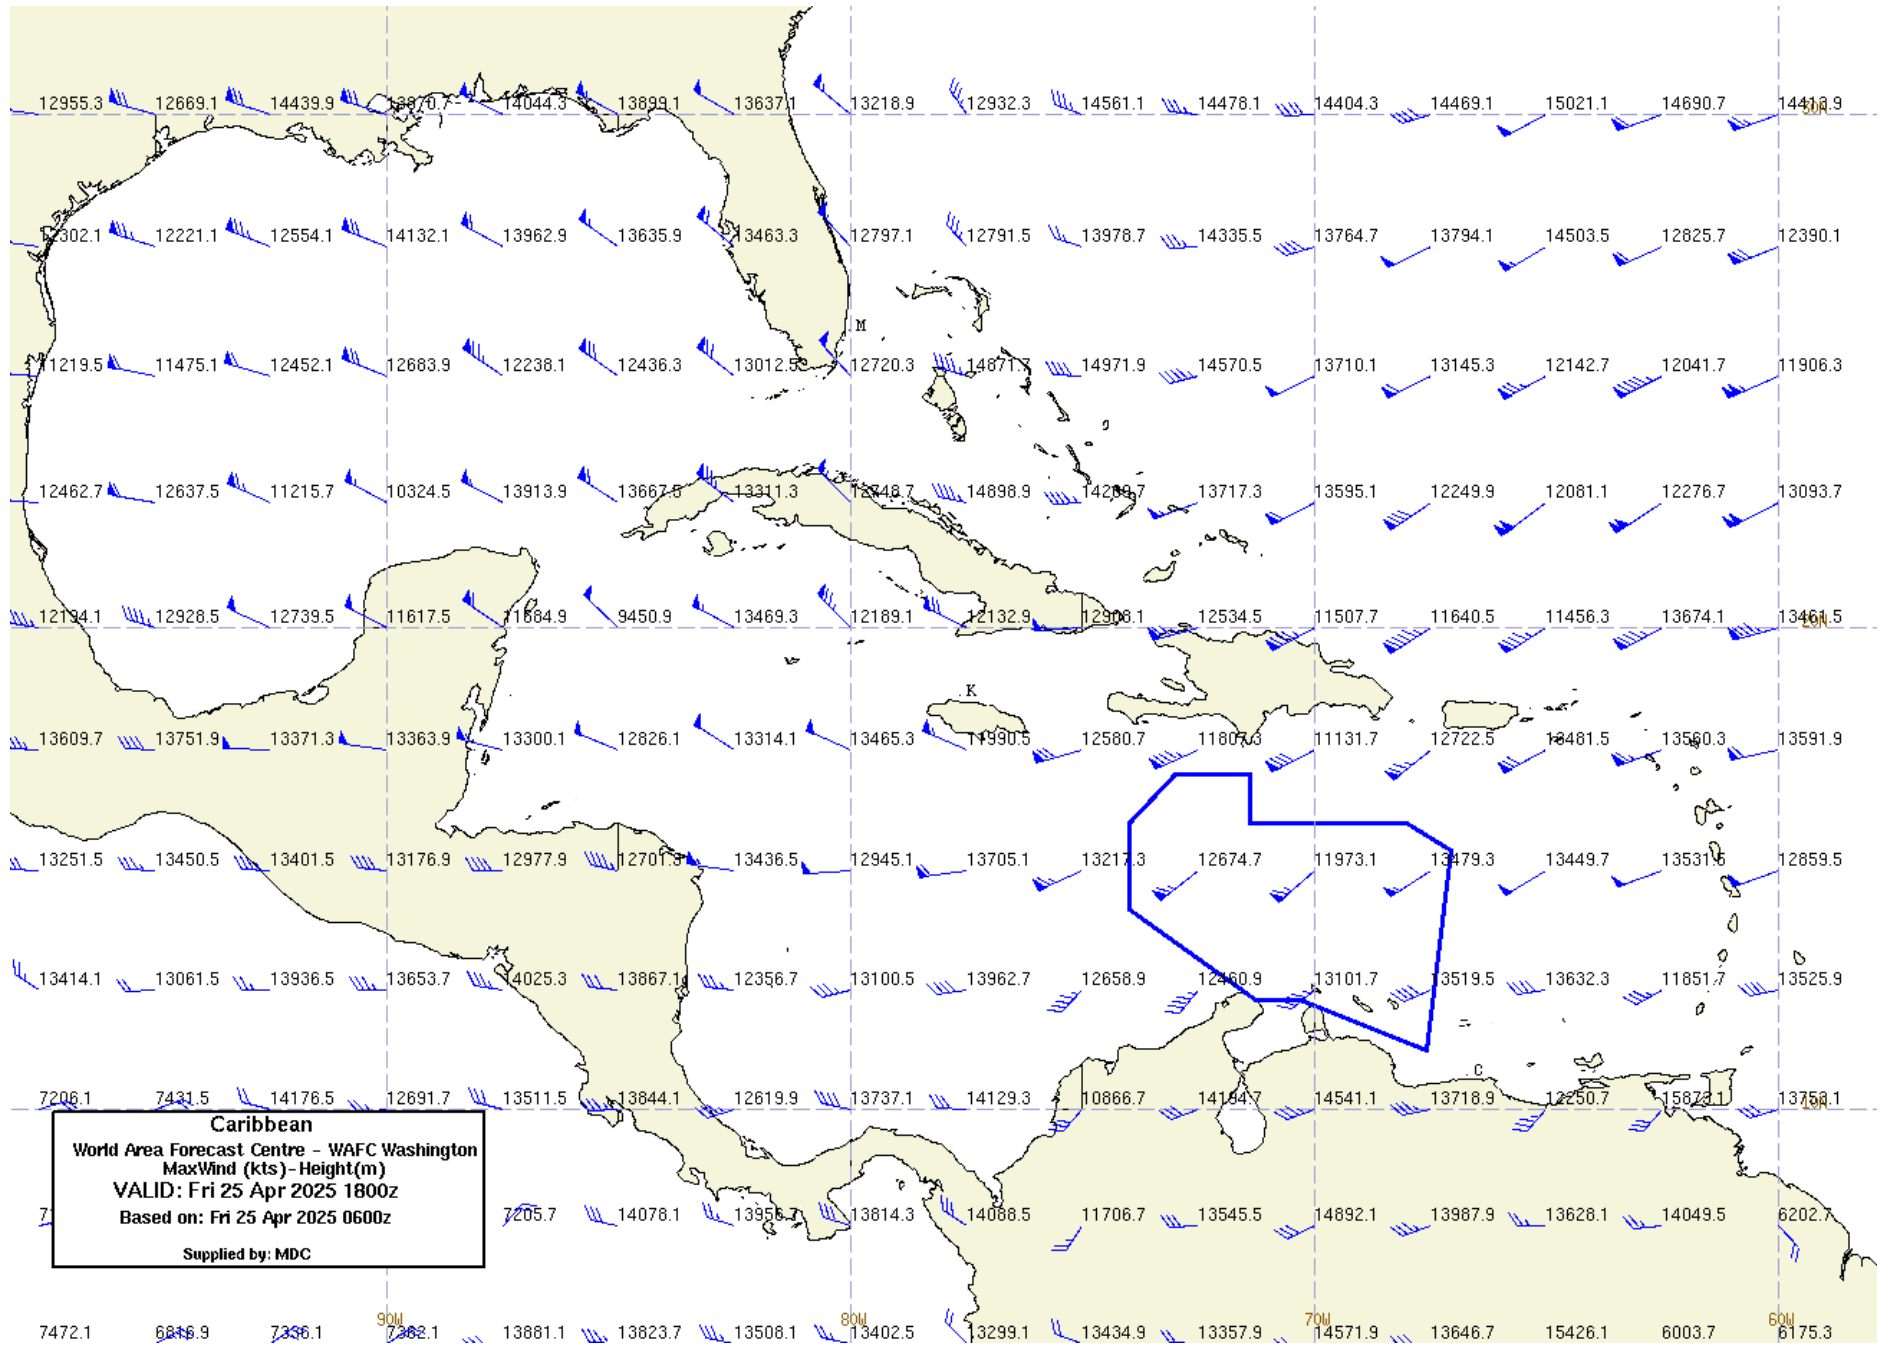 12955.3 12669.1 14439.9 13970.7 14044.3 13899.1 13637.1 13218.9 12932.3 14561.1 14478.1 14404.3 14469.1 15021.1 14690.7 14413.9
30N
12302.1 12221.1 12554.1 14132.1 13962.9 13635.9 13463.3 12797.1 12791.5 13978.7 14335.5 13764.7 13794.1 14503.5 12825.7 12390.1
M
11219.5 11475.1 12452.1 12683.9 12238.1 12436.3 13012.5 12720.3 14871.7 14971.9 14570.5 13710.1 13145.3 12142.7 12041.7 11906.3
12462.7 12637.5 11215.7 10324.5 13913.9 13667.5 13311.3 12748.7 14898.9 13717.3 13595.1 12249.9 12081.1 12276.7 13093.7
12194.1 12928.5 12739.5 11617.5 11684.9 9450.9 13469.3 12189.1 12132.9 12908.1 12534.5 11507.7 11640.5 11456.3 13674.1 13461.5
20N
K
13609.7 13751.9 13371.3 13363.9 13300.1 12826.1 13314.1 13465.3 11990.5 12580.7 11807.3 11131.7 12722.5 13481.5 13560.3 13591.9
13251.5 13450.5 13401.5 13176.9 12977.9 12701.3 13436.5 12945.1 13705.1 13217.3 12674.7 11973.1 13479.3 13449.7 13531.5 12859.5
13414.1 13061.5 13936.5 13653.7 14025.3 13867.1 12356.7 13100.5 13962.7 12658.9 12460.9 13101.7 13519.5 13632.3 11851.7 13525.9
C
7206.1 7431.5 14176.5 12691.7 13511.5 13844.1 12619.9 13737.1 14129.3 10866.7 14194.7 14541.1 13718.9 12250.7 15873.1 13753.1
10N
Caribbean
World Area Forecast Centre - WAFC Washington
MaxWind (kts)-Height(m)
VALID: Fri 25 Apr 2025 1800z
Based on: Fri 25 Apr 2025 0600z
Supplied by: MDC
7205.7 14078.1 13956.7 13814.3 14088.5 11706.7 13545.5 14892.1 13987.9 13628.1 14049.5 6202.7
90W 80W 70W 60W
7472.1 6816.9 7336.1 7382.1 13881.1 13823.7 13508.1 13402.5 13299.1 13434.9 13357.9 14571.9 13646.7 15426.1 6003.7 6175.3